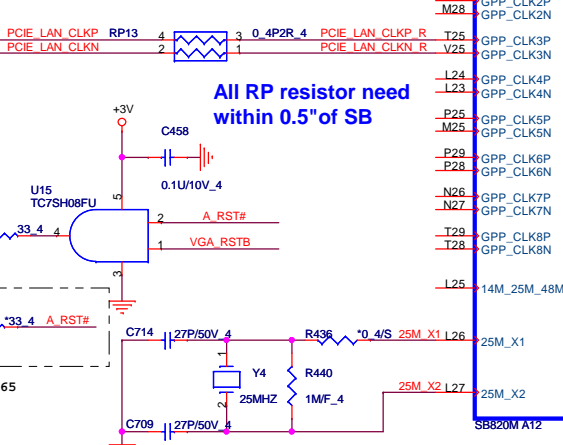 GPP_CLK2P
M28 GPP_CLK2N
PCIE_LAN_CLKP RP13 4 3 0_4P2R_4 PCIE_LAN_CLKP_R T25 GPP_CLK3P
PCIE_LAN_CLKN 2 1 PCIE_LAN_CLKN_R V25 GPP_CLK3N
L24 GPP_CLK4P
L23 GPP_CLK4N
All RP resistor need
within 0.5"of SB
+3V
P25 GPP_CLK5P
M25 GPP_CLK5N
C458
P29 GPP_CLK6P
P28 GPP_CLK6N
0.1U/10V_4
U15
TC7SH08FU
5
N26 GPP_CLK7P
N27 GPP_CLK7N
2 A_RST#
33_4 4
1 VGA_RSTB
T29 GPP_CLK8P
T28 GPP_CLK8N
3
L25 14M_25M_48M
*33_4 A_RST#
C714 27P/50V_4 R436 *0_4/S 25M_X1 L26 25M_X1
1
Y4
25MHZ
2
R440
1M/F_4
65
25M_X2 L27 25M_X2
C709 27P/50V_4
SB820M A12